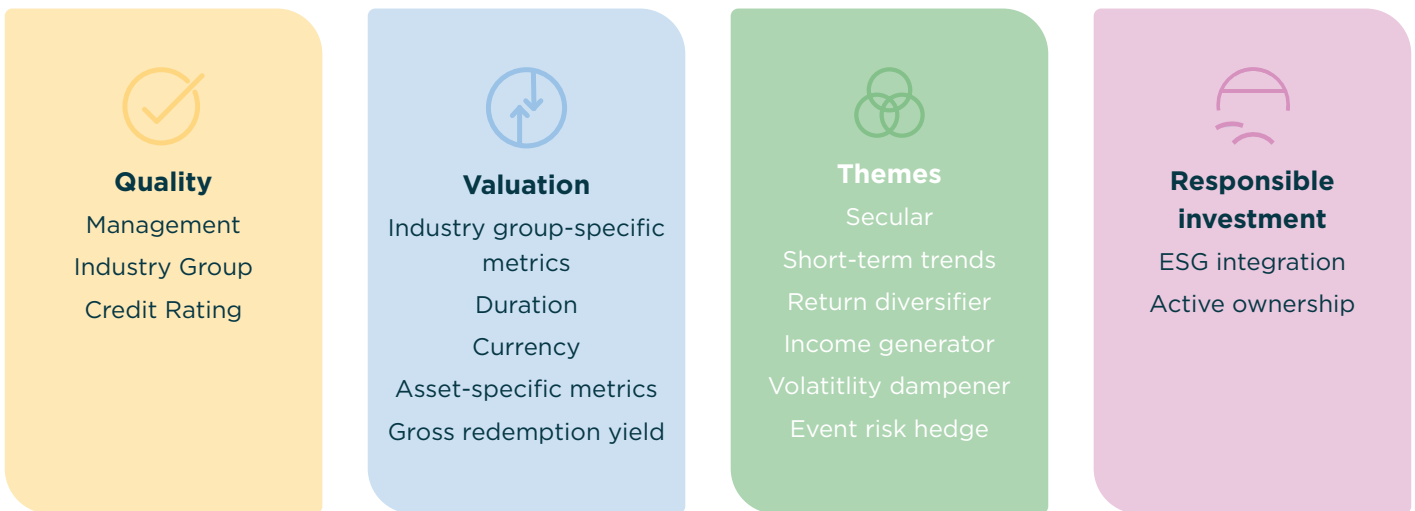 Quality
Management
Industry Group
Credit Rating
Valuation
Industry group-specific
metrics
Duration
Currency
Asset-specific metrics
Gross redemption yield
Themes
Secular
Short-term trends
Return diversifier
Income generator
Volatitlity dampener
Event risk hedge
Responsible
investment
ESG integration
Active ownership